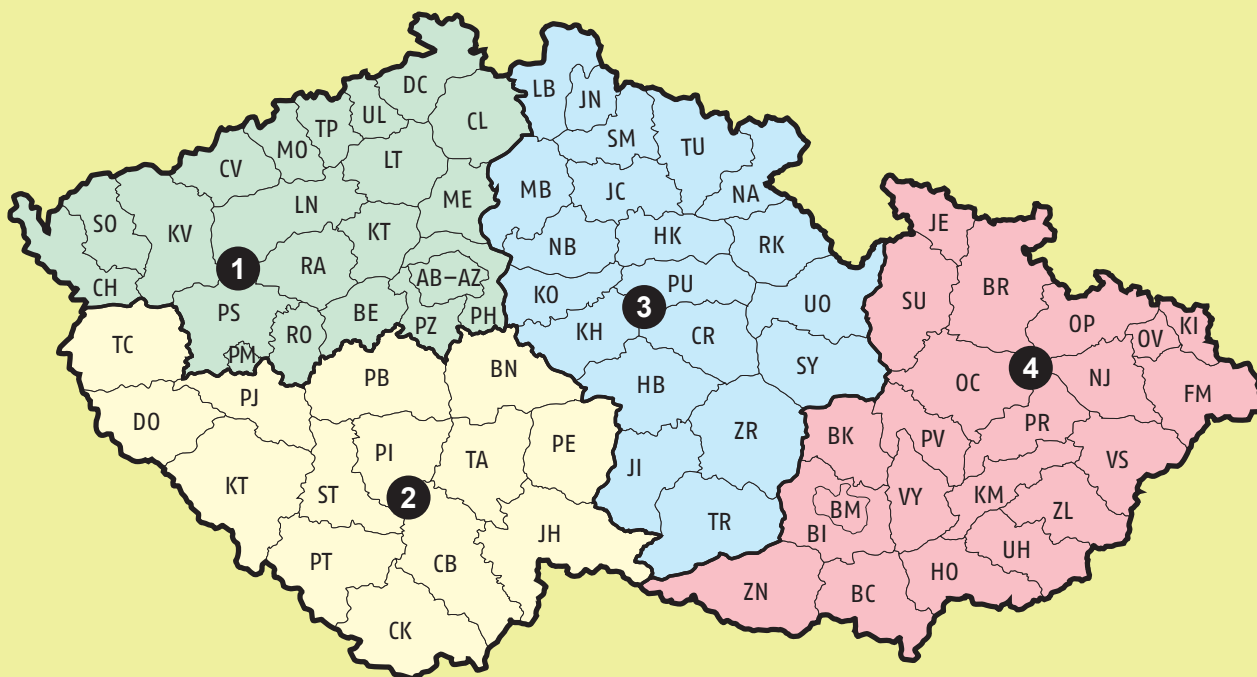 DC
CL
UL
TP
MO
CV
LT
ME
SO
KV
LN
KT
RA
AB–AZ
CH
1
PS
RO
BE
PZ
PH
PM
LB
JN
SM
TU
MB
JC
NA
NB
HK
RK
KO
PU
3
UO
KH
CR
SY
HB
ZR
JI
TR
TC
PB
BN
DO
PJ
PI
TA
PE
KT
ST
2
JH
PT
CB
CK
JE
SU
BR
OP
OV
KI
OC
4
NJ
FM
BK
PV
PR
VS
BM
VY
KM
ZL
BI
UH
ZN
BC
HO